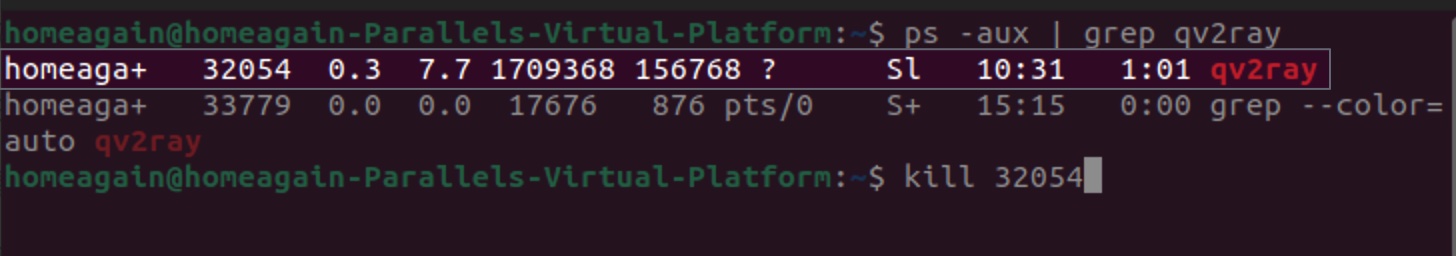 homeagain@homeagain-Parallels-Virtual-Platform:~$ ps -aux | grep qv2ray
homeaga+   32054  0.3  7.7 1709368 156768 ?      Sl   10:31   1:01 qv2ray
homeaga+   33779  0.0  0.0  17676   876 pts/0    S+   15:15   0:00 grep --color=
auto qv2ray
homeagain@homeagain-Parallels-Virtual-Platform:~$ kill 32054